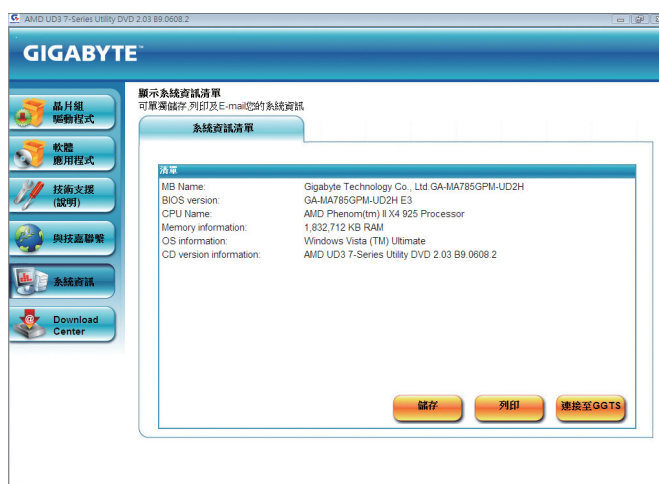 AMD UD3 7-Series Utility DVD 2.03 B9.0608.2
GIGABYTE™
晶片組
驅動程式
軟體
應用程式
技術支援
(說明)
與技嘉聯繫
系統資訊
Download
Center
顯示系統資訊清單
可單獨儲存,列印及E-mail您的系統資訊
系統資訊清單
清單
MB Name: Gigabyte Technology Co., Ltd.GA-MA785GPM-UD2H
BIOS version: GA-MA785GPM-UD2H E3
CPU Name: AMD Phenom(tm) II X4 925 Processor
Memory information: 1,832,712 KB RAM
OS information: Windows Vista (TM) Ultimate
CD version information: AMD UD3 7-Series Utility DVD 2.03 B9.0608.2
儲存 列印 連接至GGTS